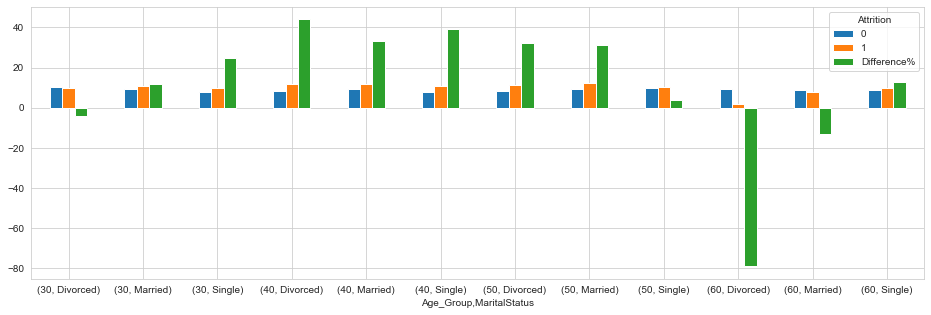 Attrition
0
1
Difference%
40
20
0
−20
−40
−60
−80
(30, Divorced) (30, Married) (30, Single) (40, Divorced) (40, Married) (40, Single) (50, Divorced) (50, Married) (50, Single) (60, Divorced) (60, Married) (60, Single)
Age_Group,MaritalStatus